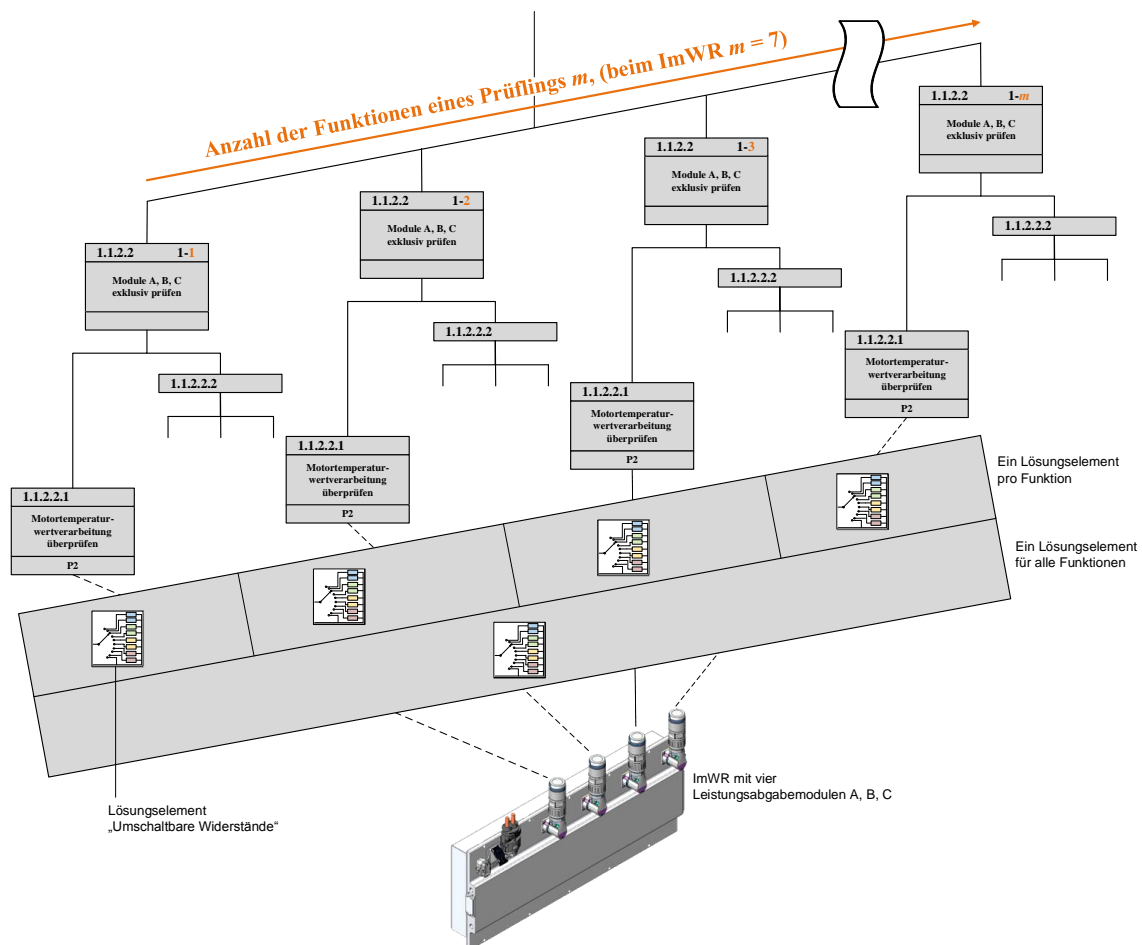 Anzahl der Funktionen eines Prüflings m, (beim ImWR m = 7)
1.1.2.2 1-1
Module A, B, C
exklusiv prüfen
1.1.2.2 1-2
Module A, B, C
exklusiv prüfen
1.1.2.2 1-3
Module A, B, C
exklusiv prüfen
1.1.2.2 1-m
Module A, B, C
exklusiv prüfen
1.1.2.2.2
1.1.2.2.2
1.1.2.2.2
1.1.2.2.2
1.1.2.2.1
Motortemperatur-
wertverarbeitung
überprüfen
P2
1.1.2.2.1
Motortemperatur-
wertverarbeitung
überprüfen
P2
1.1.2.2.1
Motortemperatur-
wertverarbeitung
überprüfen
P2
1.1.2.2.1
Motortemperatur-
wertverarbeitung
überprüfen
P2
Ein Lösungselement
pro Funktion
Ein Lösungselement
für alle Funktionen
Lösungselement
„Umschaltbare Widerstände“
ImWR mit vier
Leistungsabgabemodulen A, B, C